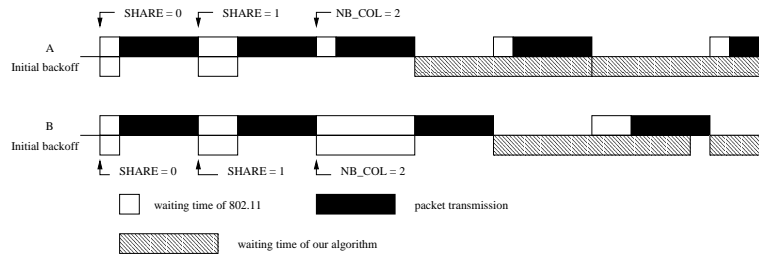 SHARE = 0 SHARE = 1 NB_COL = 2
A
Initial backoff
B
Initial backoff
SHARE = 0 SHARE = 1 NB_COL = 2
waiting time of 802.11 packet transmission
waiting time of our algorithm